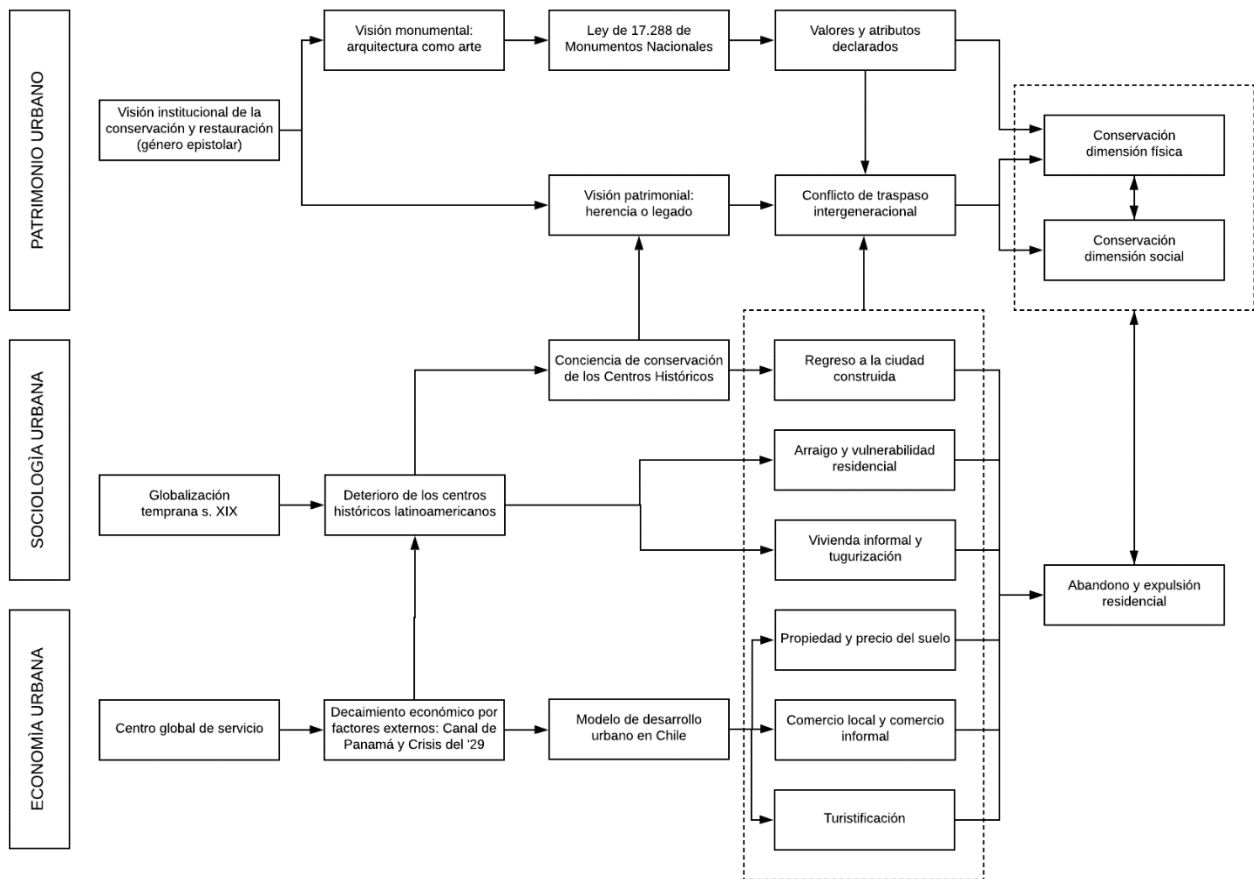 PATRIMONIO URBANO
Visión institucional de la
conservación y restauración
(género epistolar)
Visión monumental:
arquitectura como arte
Ley de 17.288 de
Monumentos Nacionales
Valores y atributos
declarados
Visión patrimonial:
herencia o legado
Conflicto de traspaso
intergeneracional
Conservación
dimensión física
Conservación
dimensión social
SOCIOLOGÌA URBANA
Globalización
temprana s. XIX
Deterioro de los centros
históricos latinoamericanos
Conciencia de conservación
de los Centros Históricos
Regreso a la ciudad
construida
Arraigo y vulnerabilidad
residencial
Vivienda informal y
tugurización
Abandono y expulsión
residencial
ECONOMÌA URBANA
Centro global de servicio
Decaimiento económico por
factores externos: Canal de
Panamá y Crisis del '29
Modelo de desarrollo
urbano en Chile
Propiedad y precio del suelo
Comercio local y comercio
informal
Turistificación